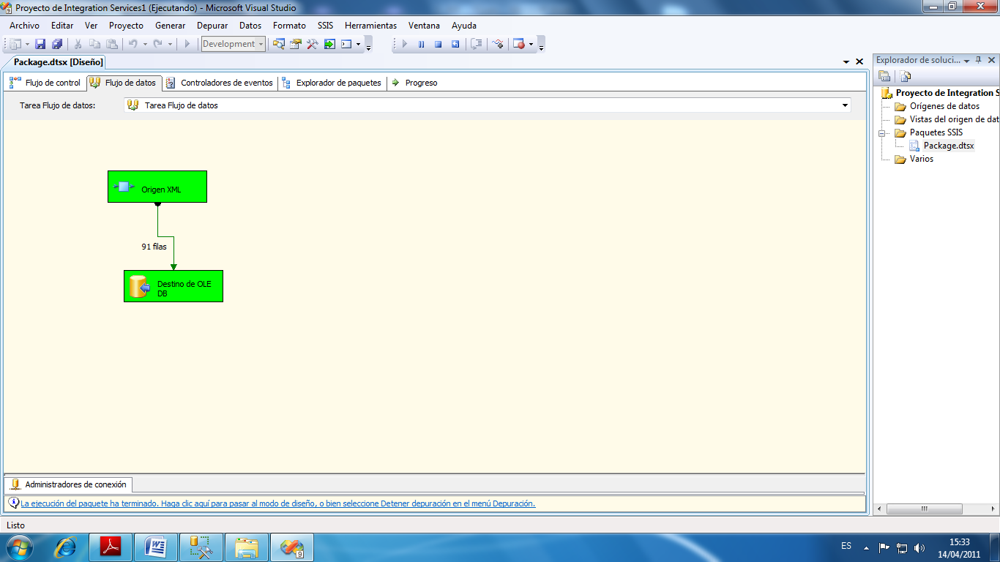 Proyecto de Integration Services1 (Ejecutando) - Microsoft Visual Studio
Archivo Editar Ver Proyecto Generar Depurar Datos Formato SSIS Herramientas Ventana Ayuda
Development
Package.dtsx [Diseño]
Explorador de soluci...
Flujo de control Flujo de datos Controladores de eventos Explorador de paquetes Progreso
Tarea Flujo de datos: Tarea Flujo de datos
Proyecto de Integration S
Orígenes de datos
Vistas del origen de dat
Paquetes SSIS
Package.dtsx
Varios
Origen XML
91 filas
Destino de OLE
DB
Administradores de conexión
La ejecución del paquete ha terminado. Haga clic aquí para pasar al modo de diseño, o bien seleccione Detener depuración en el menú Depuración.
Listo
9
ES
15:33
14/04/2011